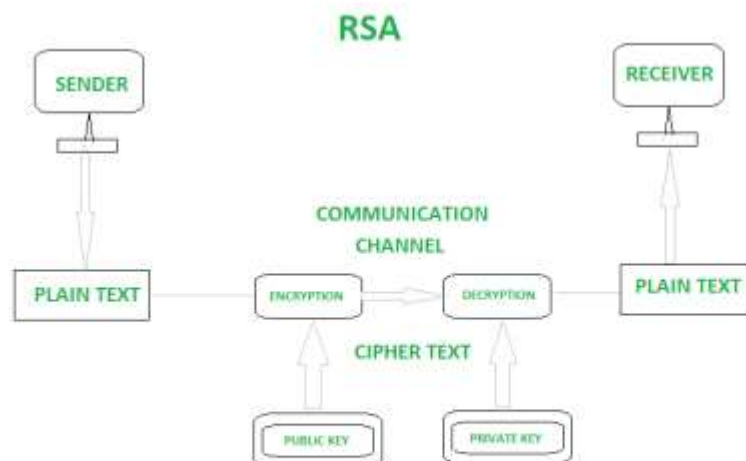 RSA
SENDER
RECEIVER
COMMUNICATION
CHANNEL
PLAIN TEXT
ENCRYPTION
DECRYPTION
PLAIN TEXT
CIPHER TEXT
PUBLIC KEY
PRIVATE KEY